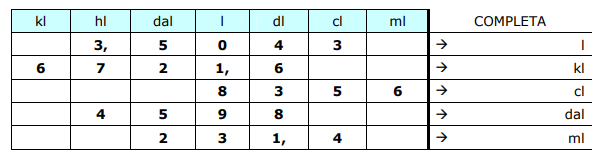 kl hl dal l dl cl ml COMPLETA
3, 5 0 4 3 → l
6 7 2 1, 6 → kl
8 3 5 6 → cl
4 5 9 8 → dal
2 3 1, 4 → ml